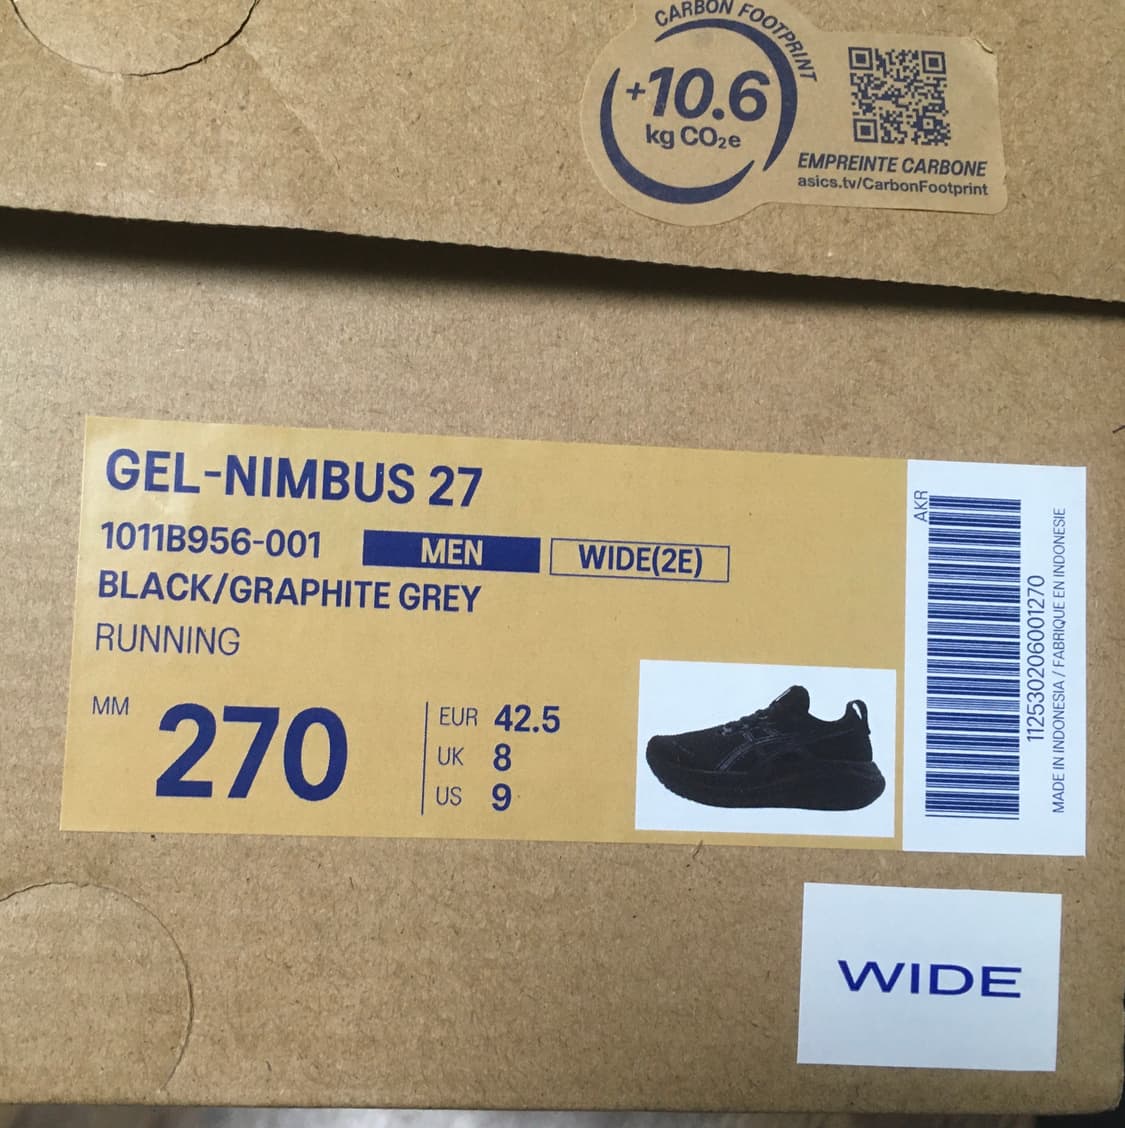 CARBON FOOTPRINT
+10.6
kg CO₂e
EMPREINTE CARBONE
asics.tv/CarbonFootprint
GEL-NIMBUS 27
1011B956-001 MEN WIDE(2E)
BLACK/GRAPHITE GREY
RUNNING
MM 270
EUR 42.5
UK 8
US 9
AKR
112530206001270
MADE IN INDONESIA / FABRIQUE EN INDONESIE
WIDE